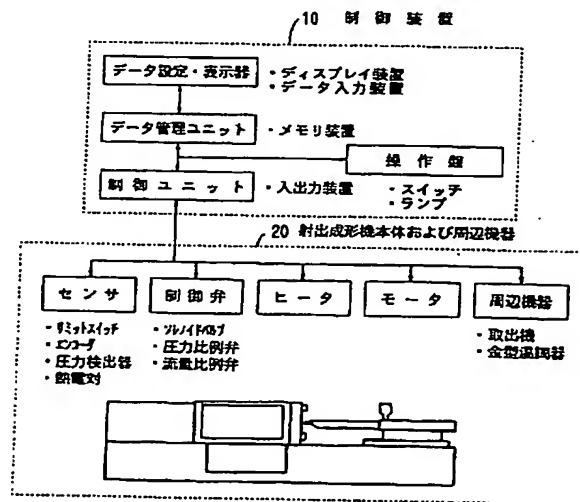 10 制御装置
データ設定・表示器
・ディスプレイ装置
・データ入力装置
データ管理ユニット
・メモリ装置
操作盤
・スイッチ
・ランプ
制御ユニット
・入出力装置
20 射出成形機本体および周辺機器
センサ
制御弁
ヒータ
モータ
周辺機器
・リミットスイッチ
・エンコーダ
・圧力検出器
・熱電対
・ソレノイドバルブ
・圧力比例弁
・流量比例弁
・取出機
・金型温調器